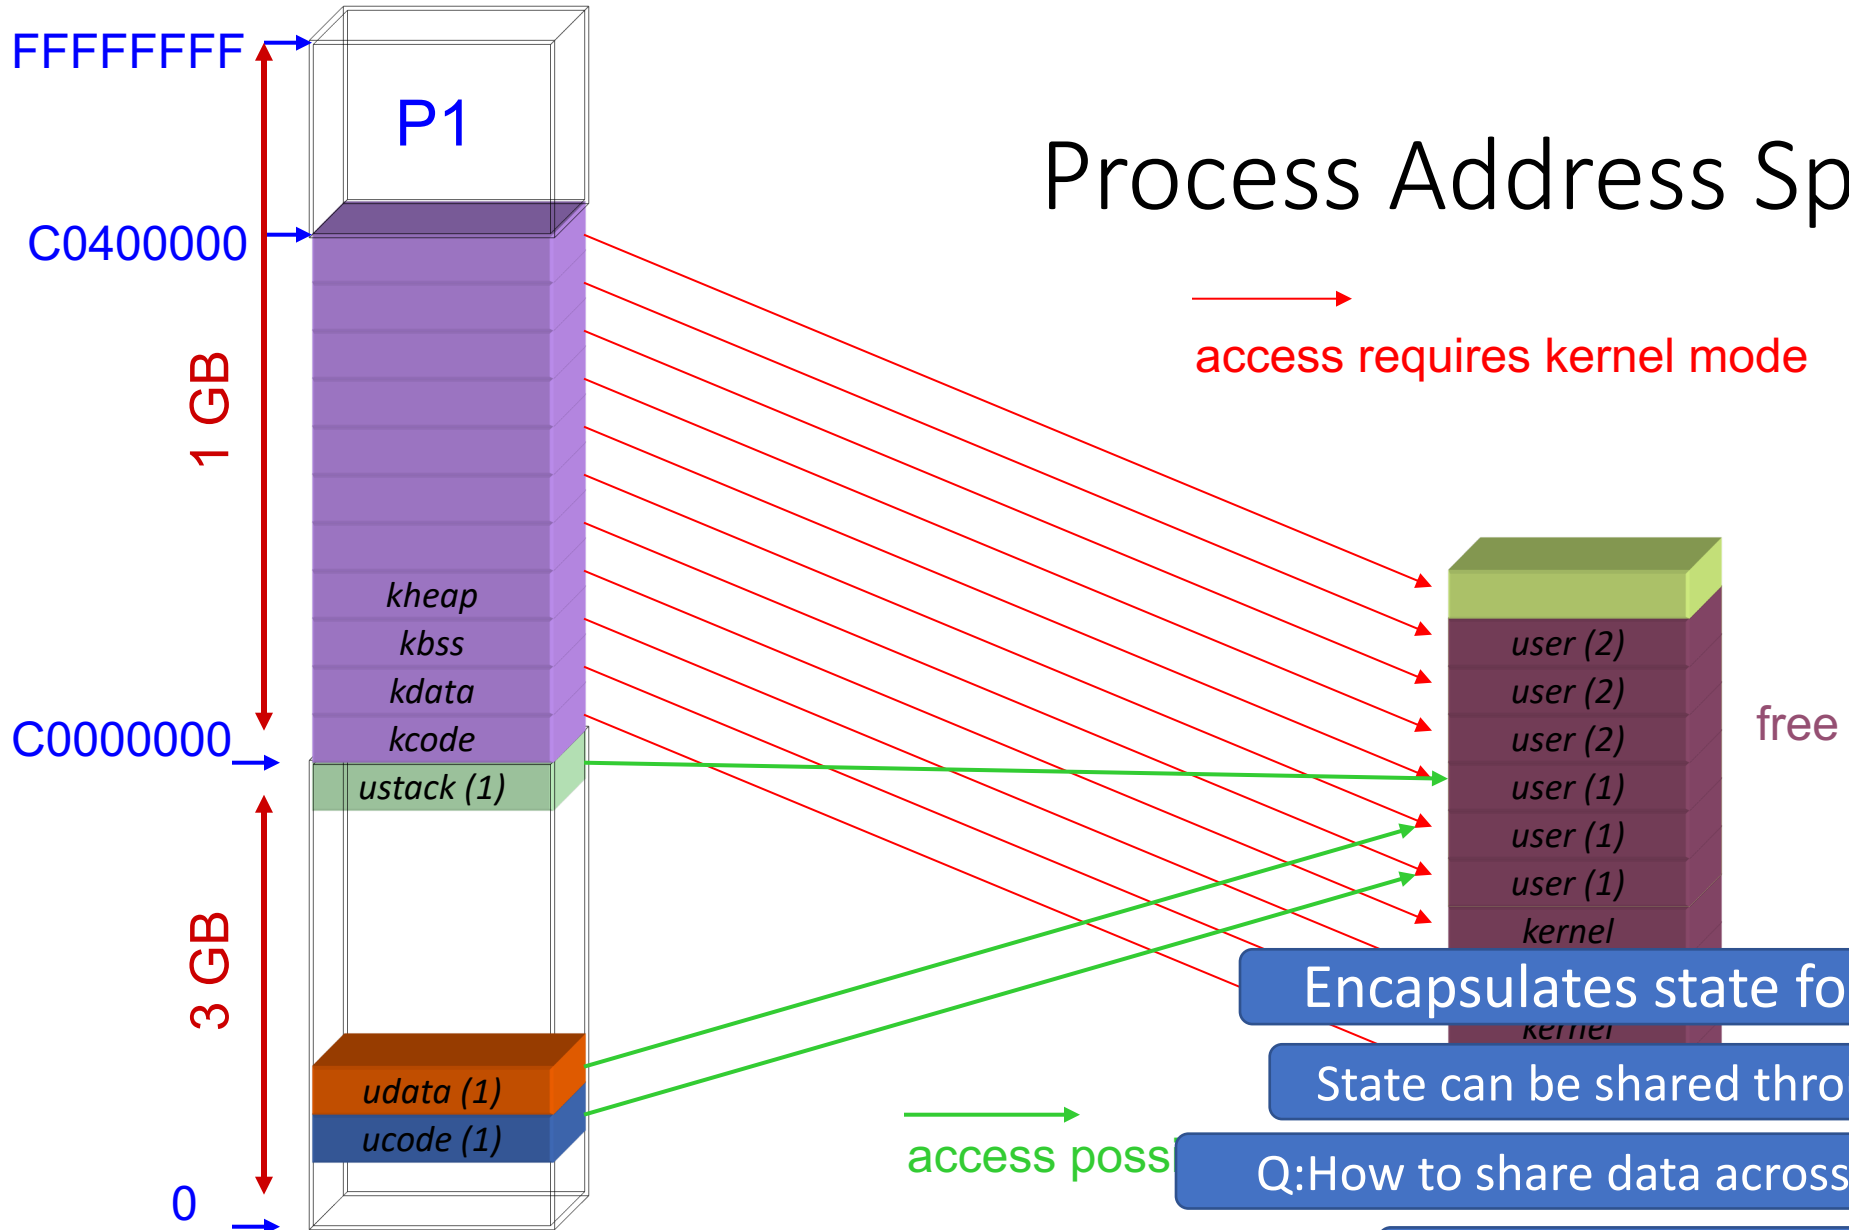 FFFFFFFF
P1
Process Address Sp
C0400000
access requires kernel mode
1 GB
kheap
kbss
kdata
kcode
C0000000
ustack (1)
user (2)
user (2)
user (2)
user (1)
user (1)
user (1)
kernel
kernel
free
3 GB
udata (1)
ucode (1)
0
access poss
Encapsulates state fo
State can be shared thro
Q:How to share data across